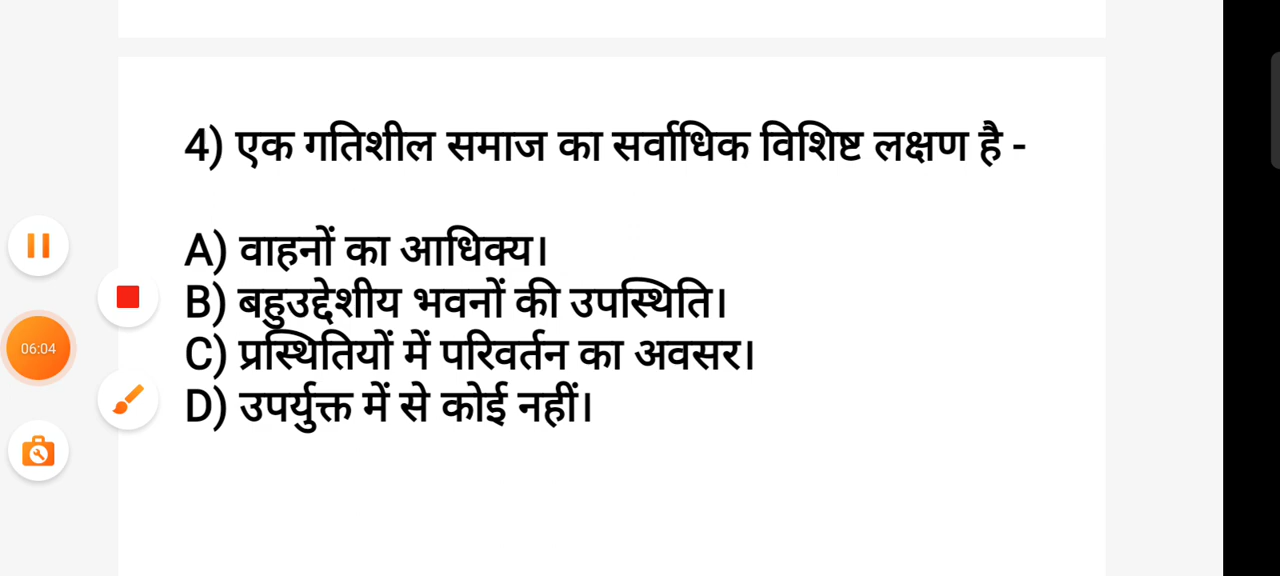 4) एक गतिशील समाज का सर्वाधिक विशिष्ट लक्षण है -
A) वाहनों का आधिक्य।
B) बहुउद्देशीय भवनों की उपस्थिति।
C) प्रस्थितियों में परिवर्तन का अवसर।
D) उपर्युक्त में से कोई नहीं।
06:04